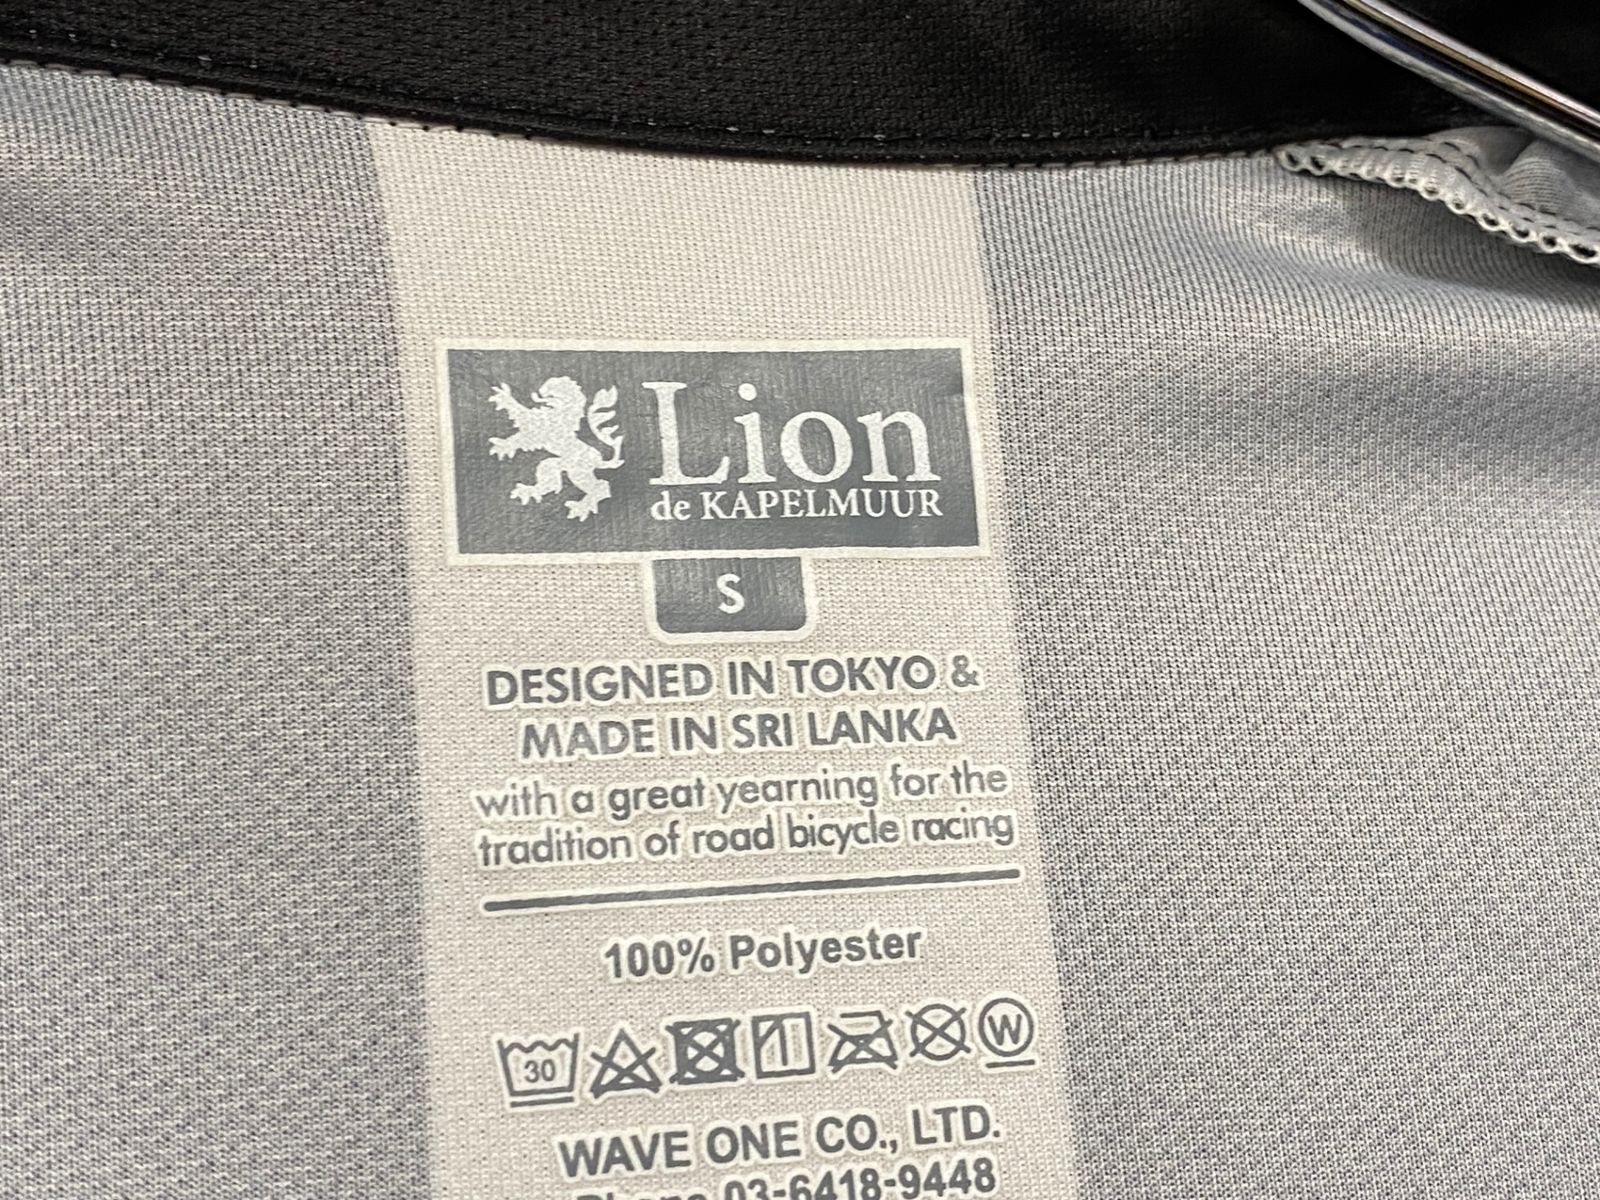 Lion
de KAPELMUUR
S
DESIGNED IN TOKYO &
MADE IN SRI LANKA
with a great yearning for the
tradition of road bicycle racing
100% Polyester
30
W
WAVE ONE CO., LTD.
Phone 03-6418-9448